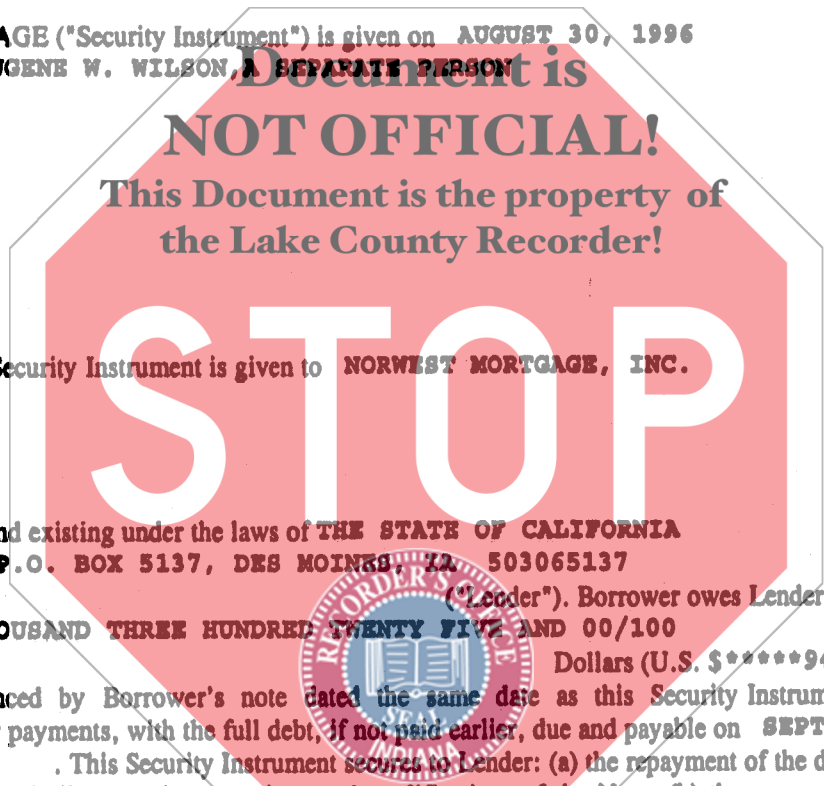 AGE ("Security Instrument") is given on AUGUST 30, 1996
UGENE W. WILSON, A SEPARATE PERSON
Document is
NOT OFFICIAL!
This Document is the property of
the Lake County Recorder!
STOP
Security Instrument is given to NORWEST MORTGAGE, INC.
nd existing under the laws of THE STATE OF CALIFORNIA
P.O. BOX 5137, DES MOINES, IA 503065137
("Lender"). Borrower owes Lender
OUSAND THREE HUNDRED TWENTY FIVE AND 00/100
Dollars (U.S. $*****94
nced by Borrower's note dated the same date as this Security Instrum
payments, with the full debt, if not paid earlier, due and payable on SEPT
. This Security Instrument secures to Lender: (a) the repayment of the d
RECORDER'S OFFICE
SEAL
INDIANA